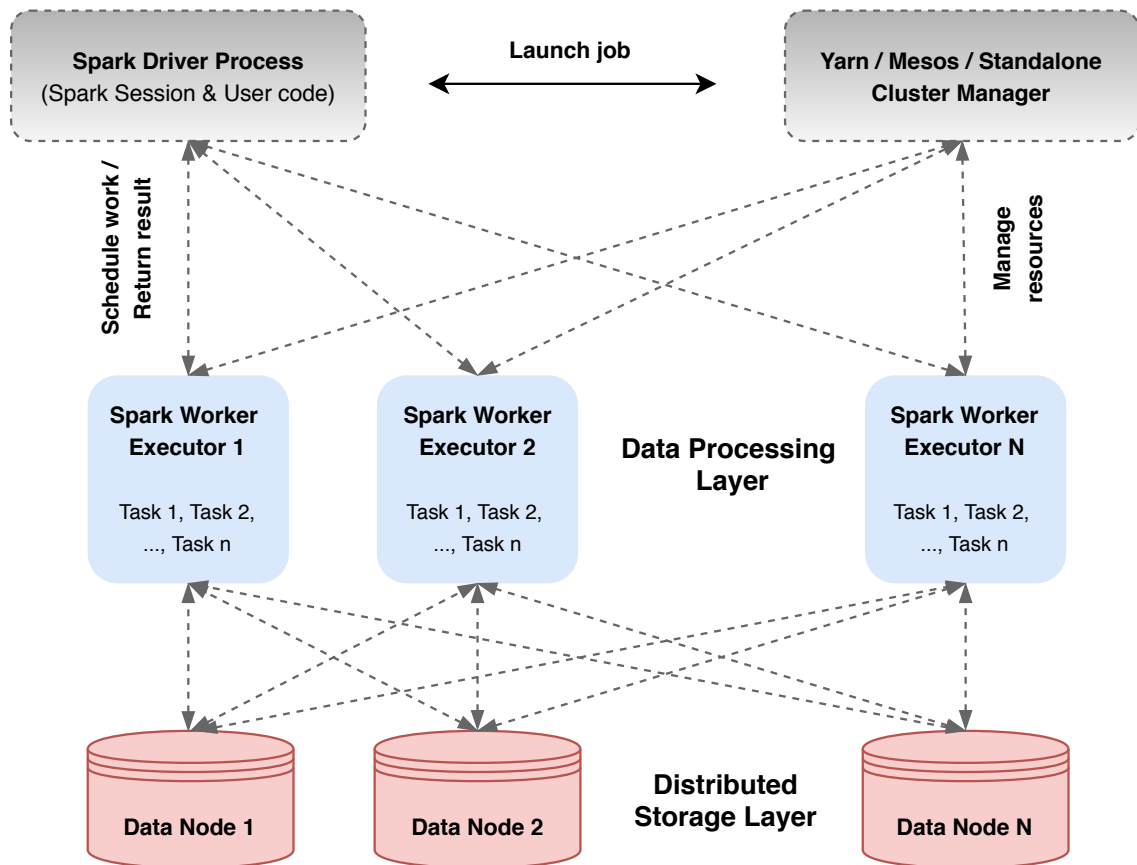 Spark Driver Process
(Spark Session & User code)
Launch job
Yarn / Mesos / Standalone
Cluster Manager
Schedule work /
Return result
Manage
resources
Spark Worker
Executor 1
Task 1, Task 2,
..., Task n
Spark Worker
Executor 2
Task 1, Task 2,
..., Task n
Data Processing
Layer
Spark Worker
Executor N
Task 1, Task 2,
..., Task n
Data Node 1
Data Node 2
Distributed
Storage Layer
Data Node N